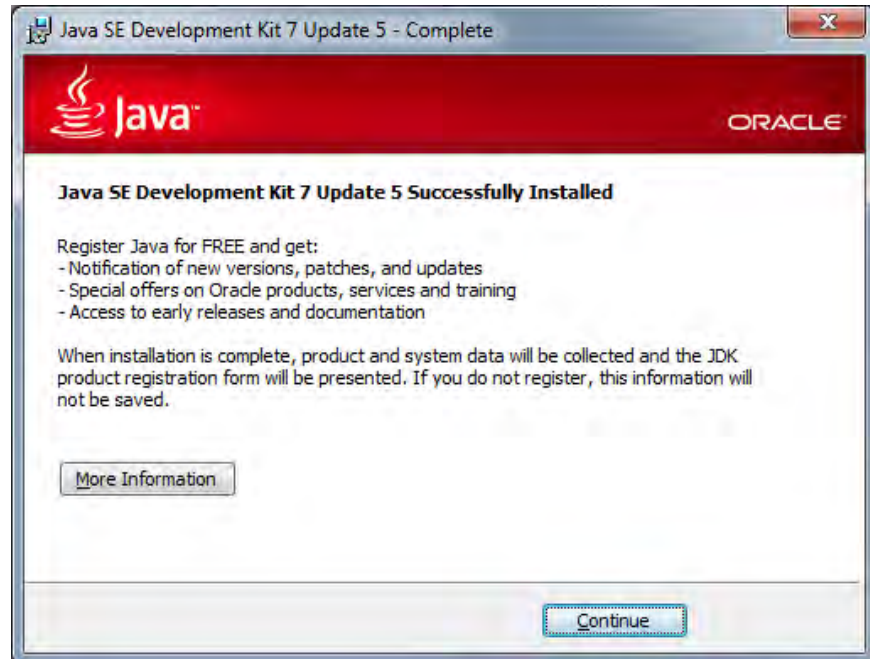 Java SE Development Kit 7 Update 5 - Complete
Java™
ORACLE
Java SE Development Kit 7 Update 5 Successfully Installed
Register Java for FREE and get:
- Notification of new versions, patches, and updates
- Special offers on Oracle products, services and training
- Access to early releases and documentation
When installation is complete, product and system data will be collected and the JDK
product registration form will be presented. If you do not register, this information will
not be saved.
More Information
Continue